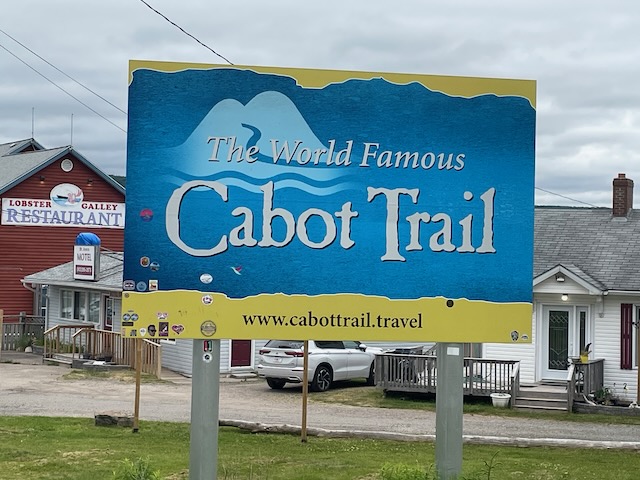 The World Famous
Cabot Trail
www.cabottrail.travel
LOBSTER GALLEY
RESTAURANT
MOTEL